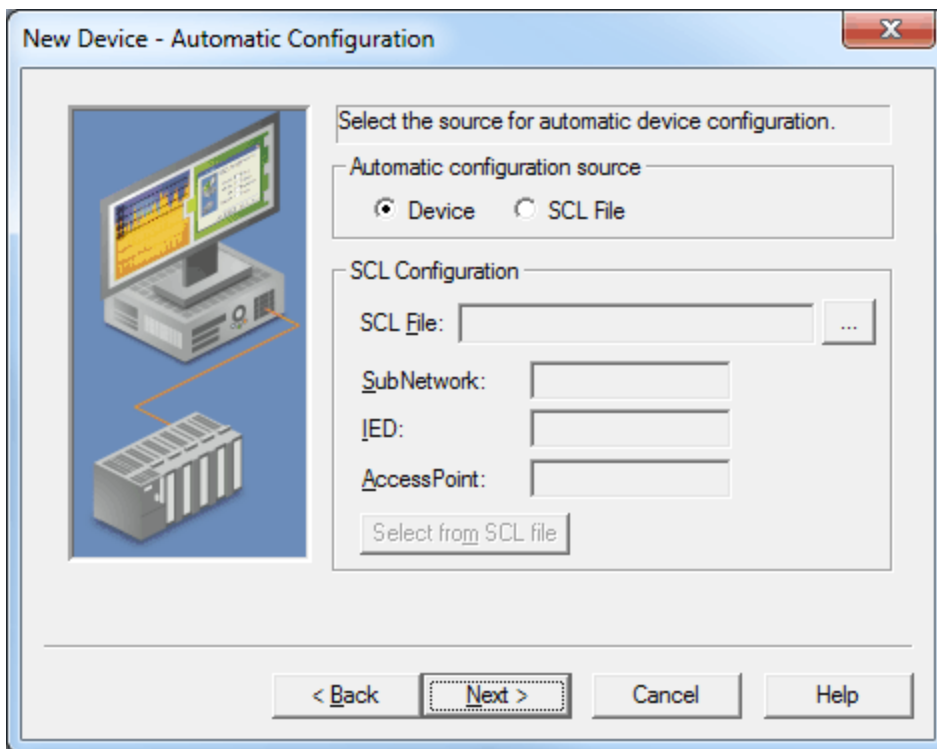 New Device - Automatic Configuration
Select the source for automatic device configuration.
Automatic configuration source
Device SCL File
SCL Configuration
SCL File: ...
SubNetwork:
IED:
AccessPoint:
Select from SCL file
< Back Next > Cancel Help